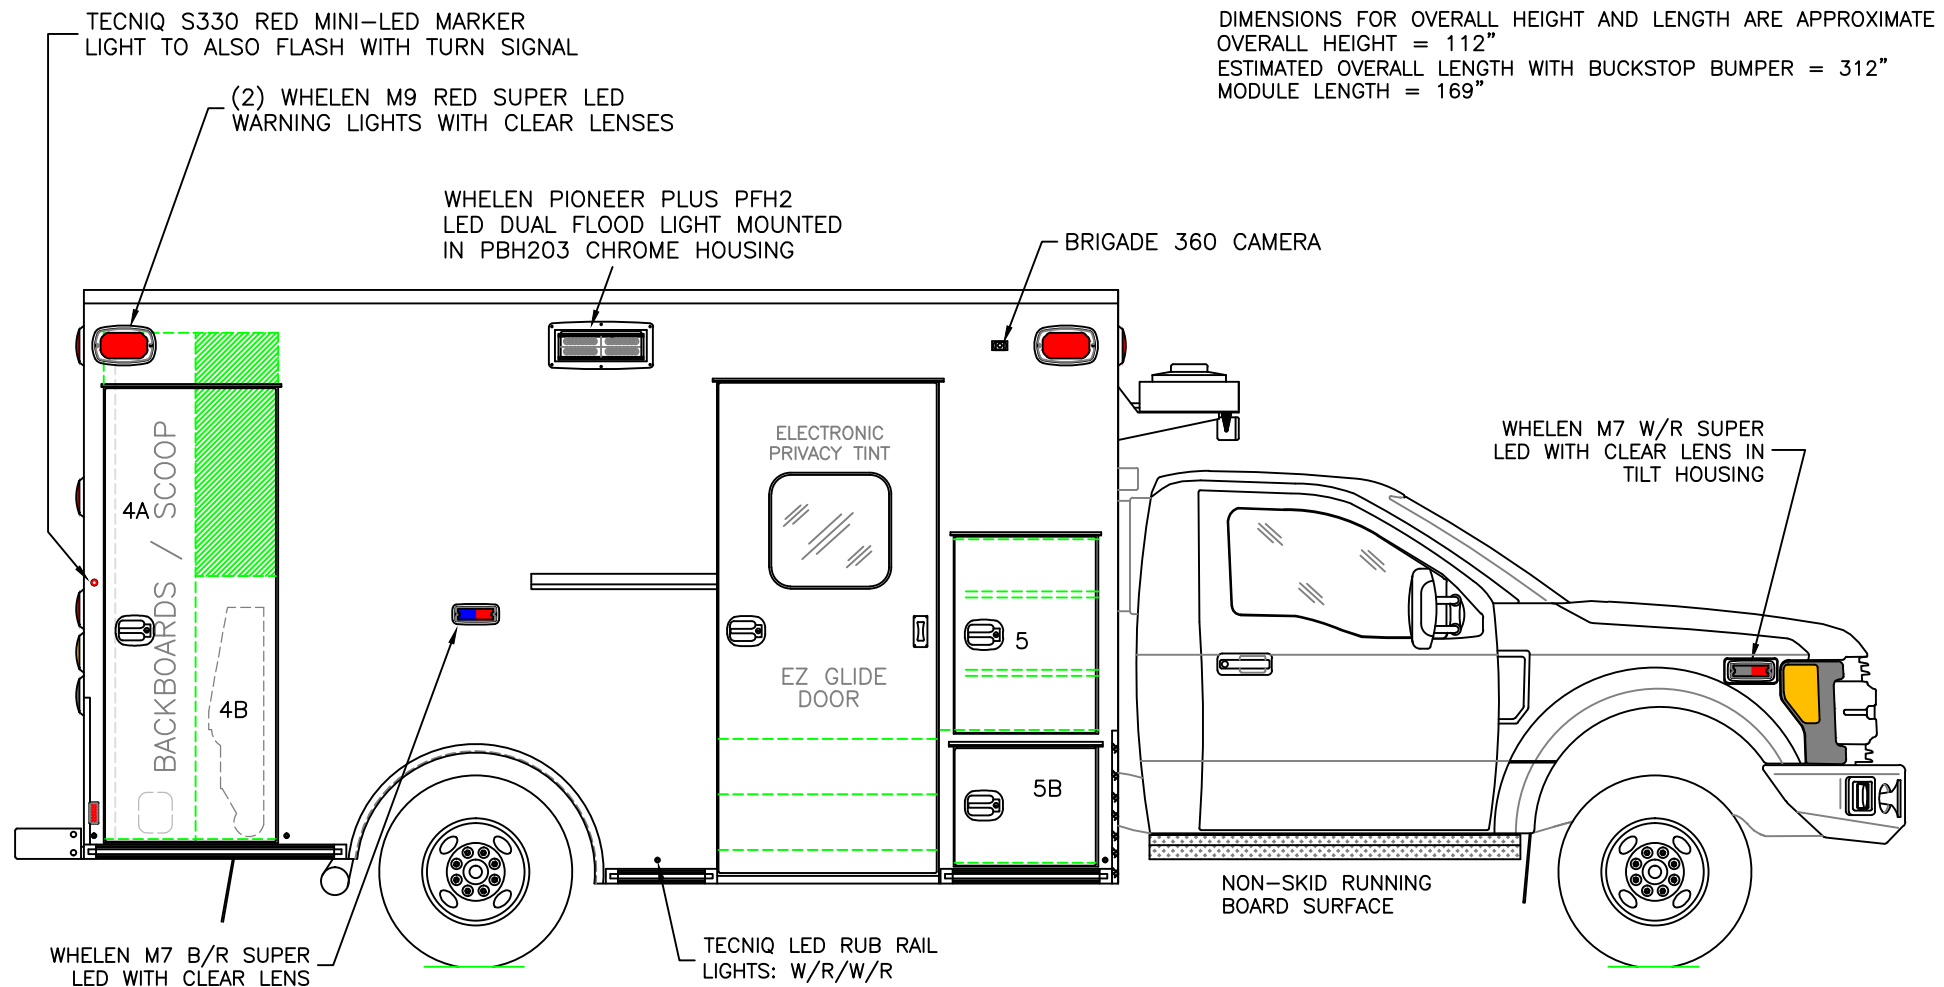 TECNIQ S330 RED MINI-LED MARKER
LIGHT TO ALSO FLASH WITH TURN SIGNAL
DIMENSIONS FOR OVERALL HEIGHT AND LENGTH ARE APPROXIMATE
OVERALL HEIGHT = 112"
ESTIMATED OVERALL LENGTH WITH BUCKSTOP BUMPER = 312"
MODULE LENGTH = 169"
(2) WHELEN M9 RED SUPER LED
WARNING LIGHTS WITH CLEAR LENSES
WHELEN PIONEER PLUS PFH2
LED DUAL FLOOD LIGHT MOUNTED
IN PBH203 CHROME HOUSING
BRIGADE 360 CAMERA
WHELEN M7 W/R SUPER
LED WITH CLEAR LENS IN
TILT HOUSING
ELECTRONIC
PRIVACY TINT
4A
BACKBOARDS / SCOOP
4B
5
EZ GLIDE
DOOR
5B
NON-SKID RUNNING
BOARD SURFACE
WHELEN M7 B/R SUPER
LED WITH CLEAR LENS
TECNIQ LED RUB RAIL
LIGHTS: W/R/W/R